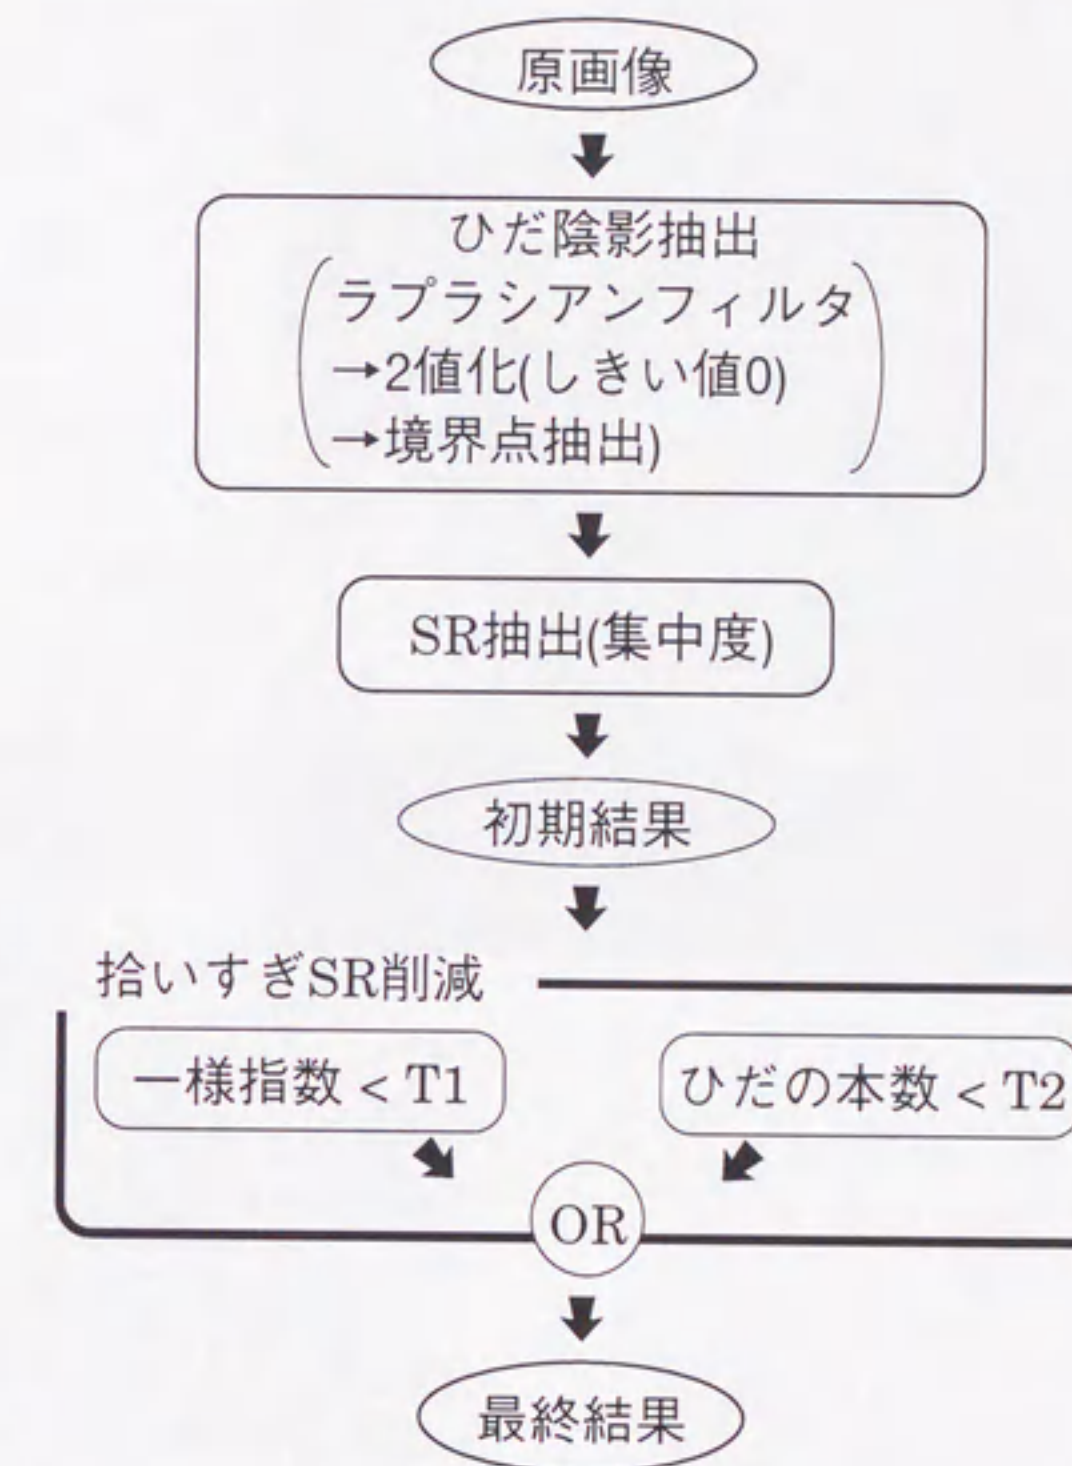 原画像
ひだ陰影抽出
ラプラシアンフィルタ
→2値化(しきい値0)
→境界点抽出)
SR抽出(集中度)
初期結果
拾いすぎSR削減
一様指数 < T1
ひだの本数 < T2
OR
最終結果